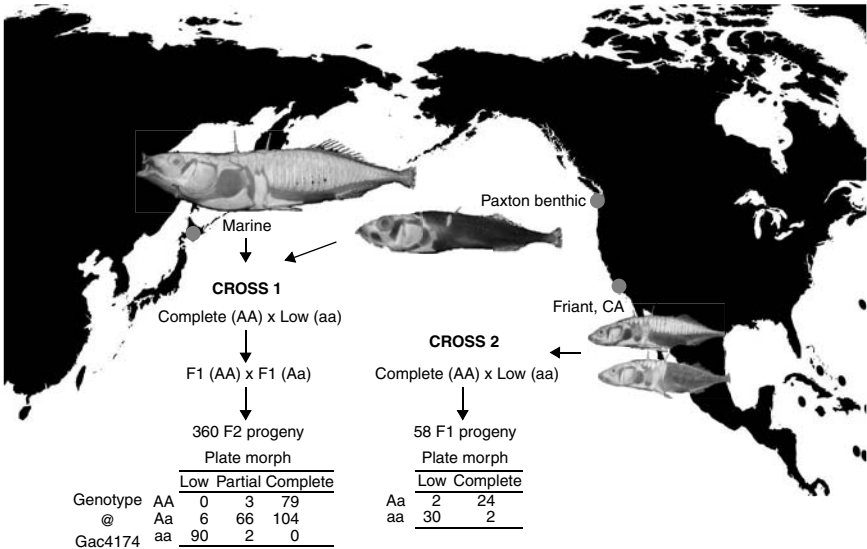 Paxton benthic
Marine
CROSS 1
Complete (AA) x Low (aa)
F1 (AA) x F1 (Aa)
360 F2 progeny
Plate morph
Low Partial Complete
Genotype @ Gac4174
AA 0 3 79
Aa 6 66 104
aa 90 2 0
Friant, CA
CROSS 2
Complete (AA) x Low (aa)
58 F1 progeny
Plate morph
Low Complete
Aa 2 24
aa 30 2